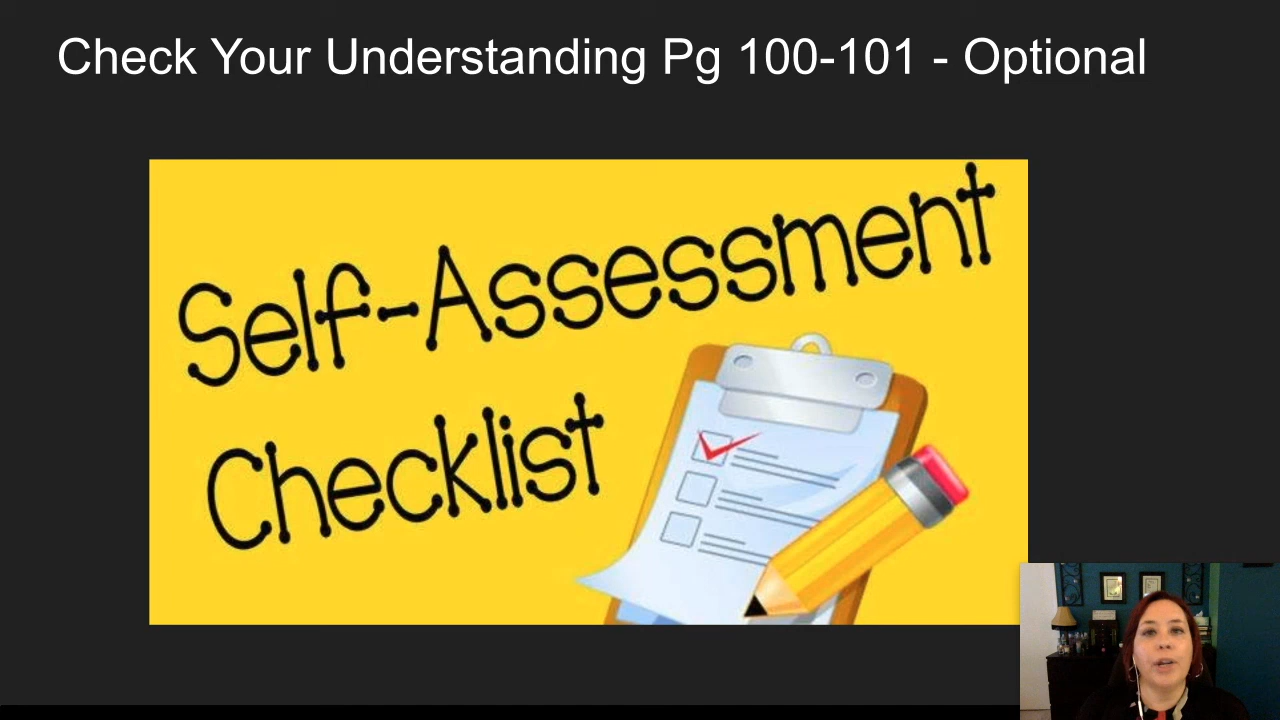 Check Your Understanding Pg 100-101 - Optional
Self-Assessment
Checklist